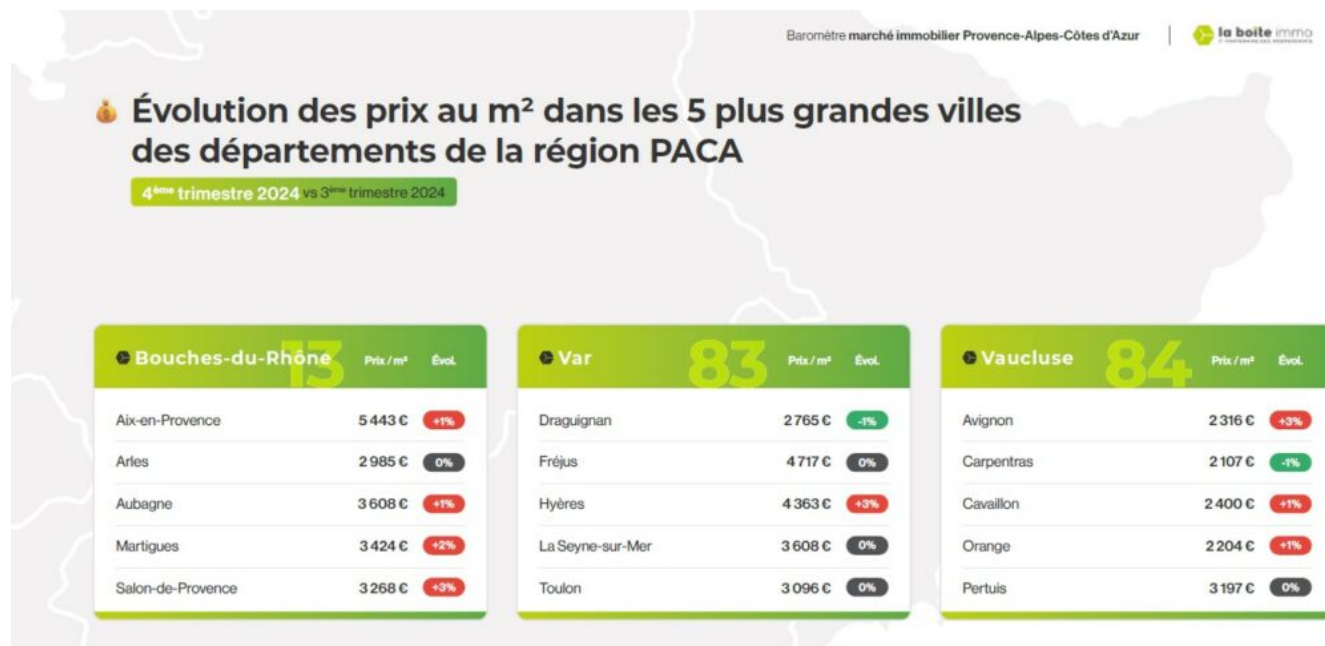 Baromètre marché immobilier Provence-Alpes-Côtes d'Azur
la boite immo
Évolution des prix au m² dans les 5 plus grandes villes
des départements de la région PACA
4ème trimestre 2024 vs 3ème trimestre 2024
Bouches-du-Rhône 13 Prix / m² Évol.
Aix-en-Provence 5 443 € +1%
Arles 2 985 € 0%
Aubagne 3 608 € +1%
Martigues 3 424 € +2%
Salon-de-Provence 3 268 € +3%
Var 83 Prix / m² Évol.
Draguignan 2 765 € -1%
Fréjus 4 717 € 0%
Hyères 4 363 € +3%
La Seyne-sur-Mer 3 608 € 0%
Toulon 3 096 € 0%
Vaucluse 84 Prix / m² Évol.
Avignon 2 316 € +3%
Carpentras 2 107 € -1%
Cavaillon 2 400 € +1%
Orange 2 204 € +1%
Pertuis 3 197 € 0%